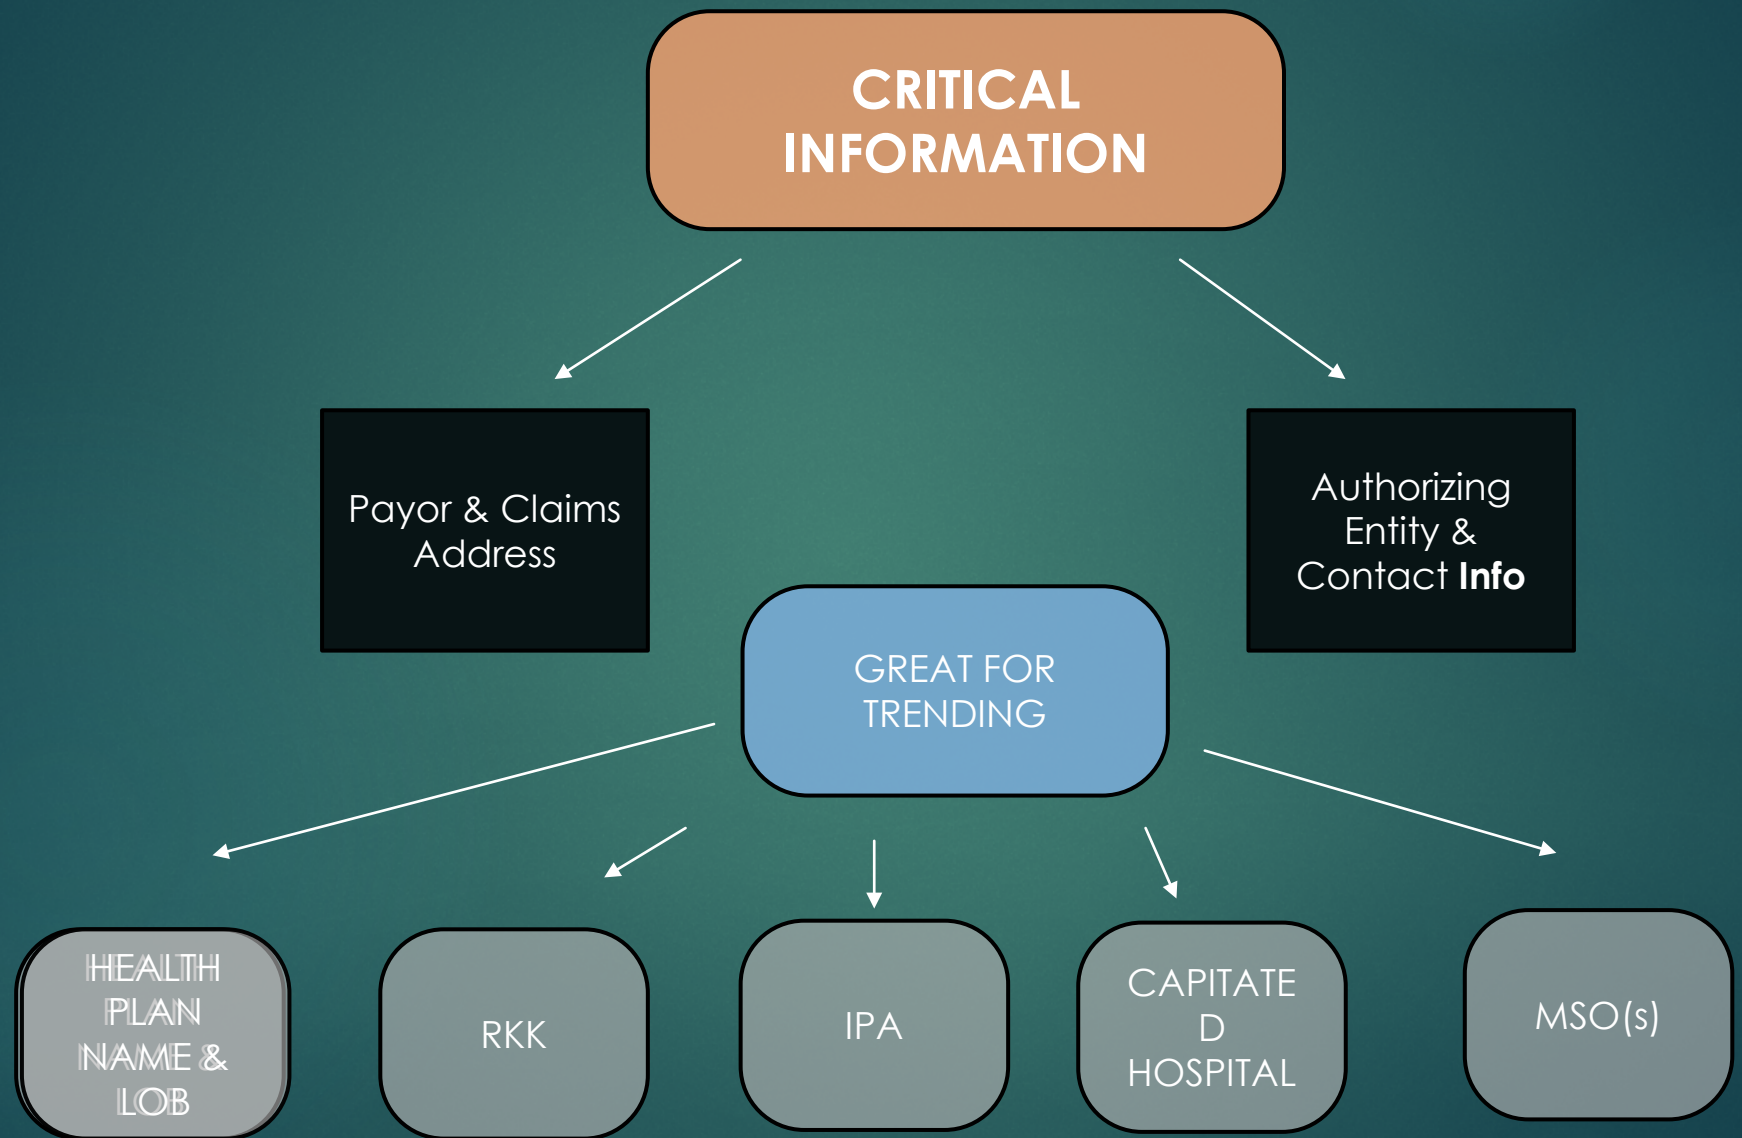 CRITICAL
INFORMATION
Payor & Claims
Address
Authorizing
Entity &
Contact Info
GREAT FOR
TRENDING
HEALTH
PLAN
NAME &
LOB
RKK
IPA
CAPITATE
D
HOSPITAL
MSO(s)